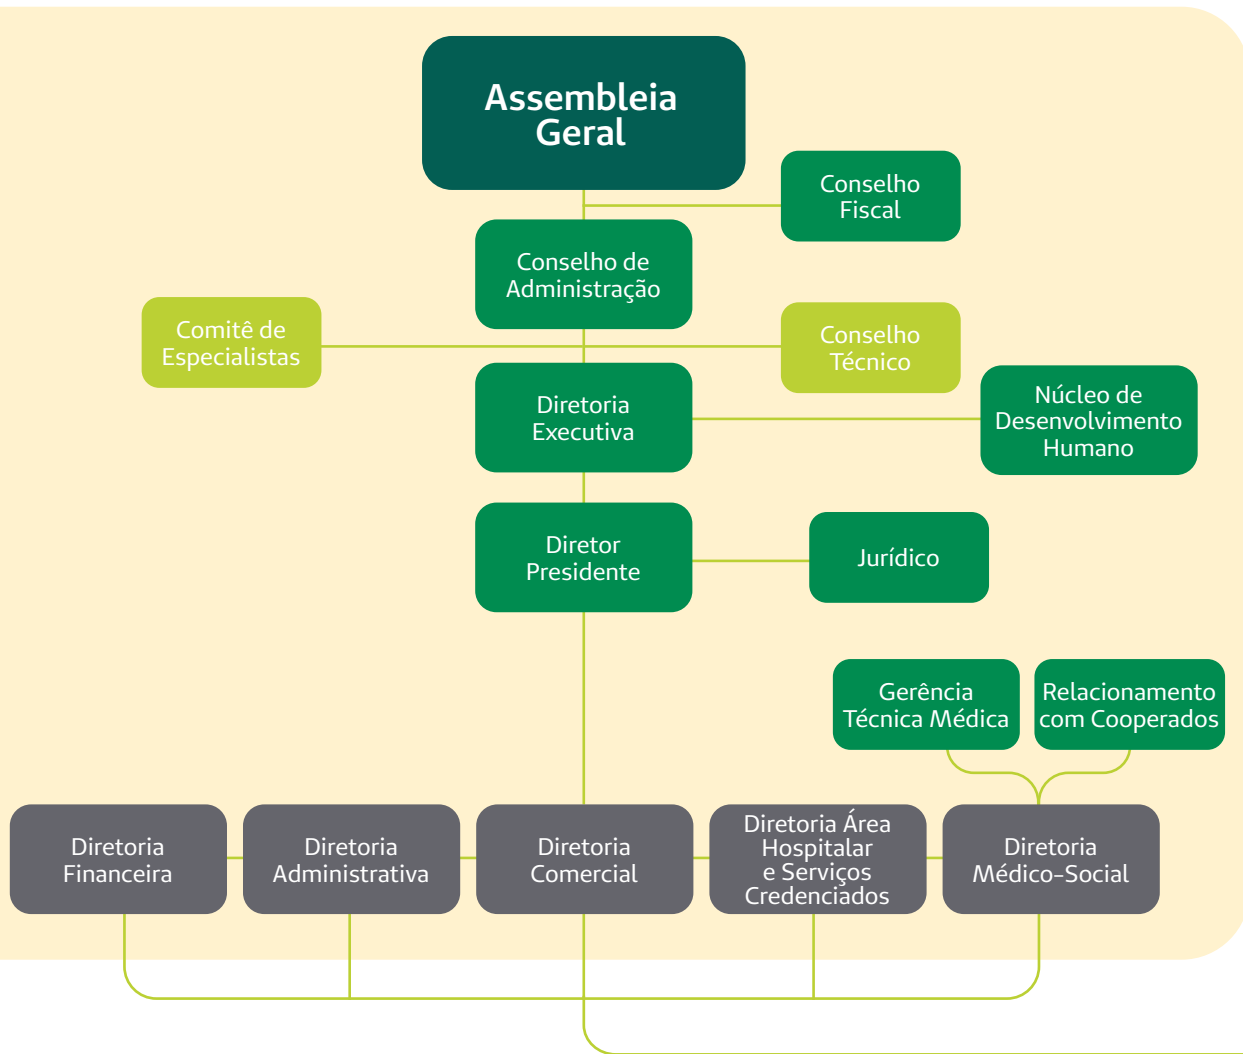 Assembleia
Geral
Conselho
Fiscal
Conselho de
Administração
Comitê de
Especialistas
Conselho
Técnico
Diretoria
Executiva
Núcleo de
Desenvolvimento
Humano
Diretor
Presidente
Jurídico
Gerência
Técnica Médica
Relacionamento
com Cooperados
Diretoria
Financeira
Diretoria
Administrativa
Diretoria
Comercial
Diretoria Área
Hospitalar
e Serviços
Credenciados
Diretoria
Médico-Social